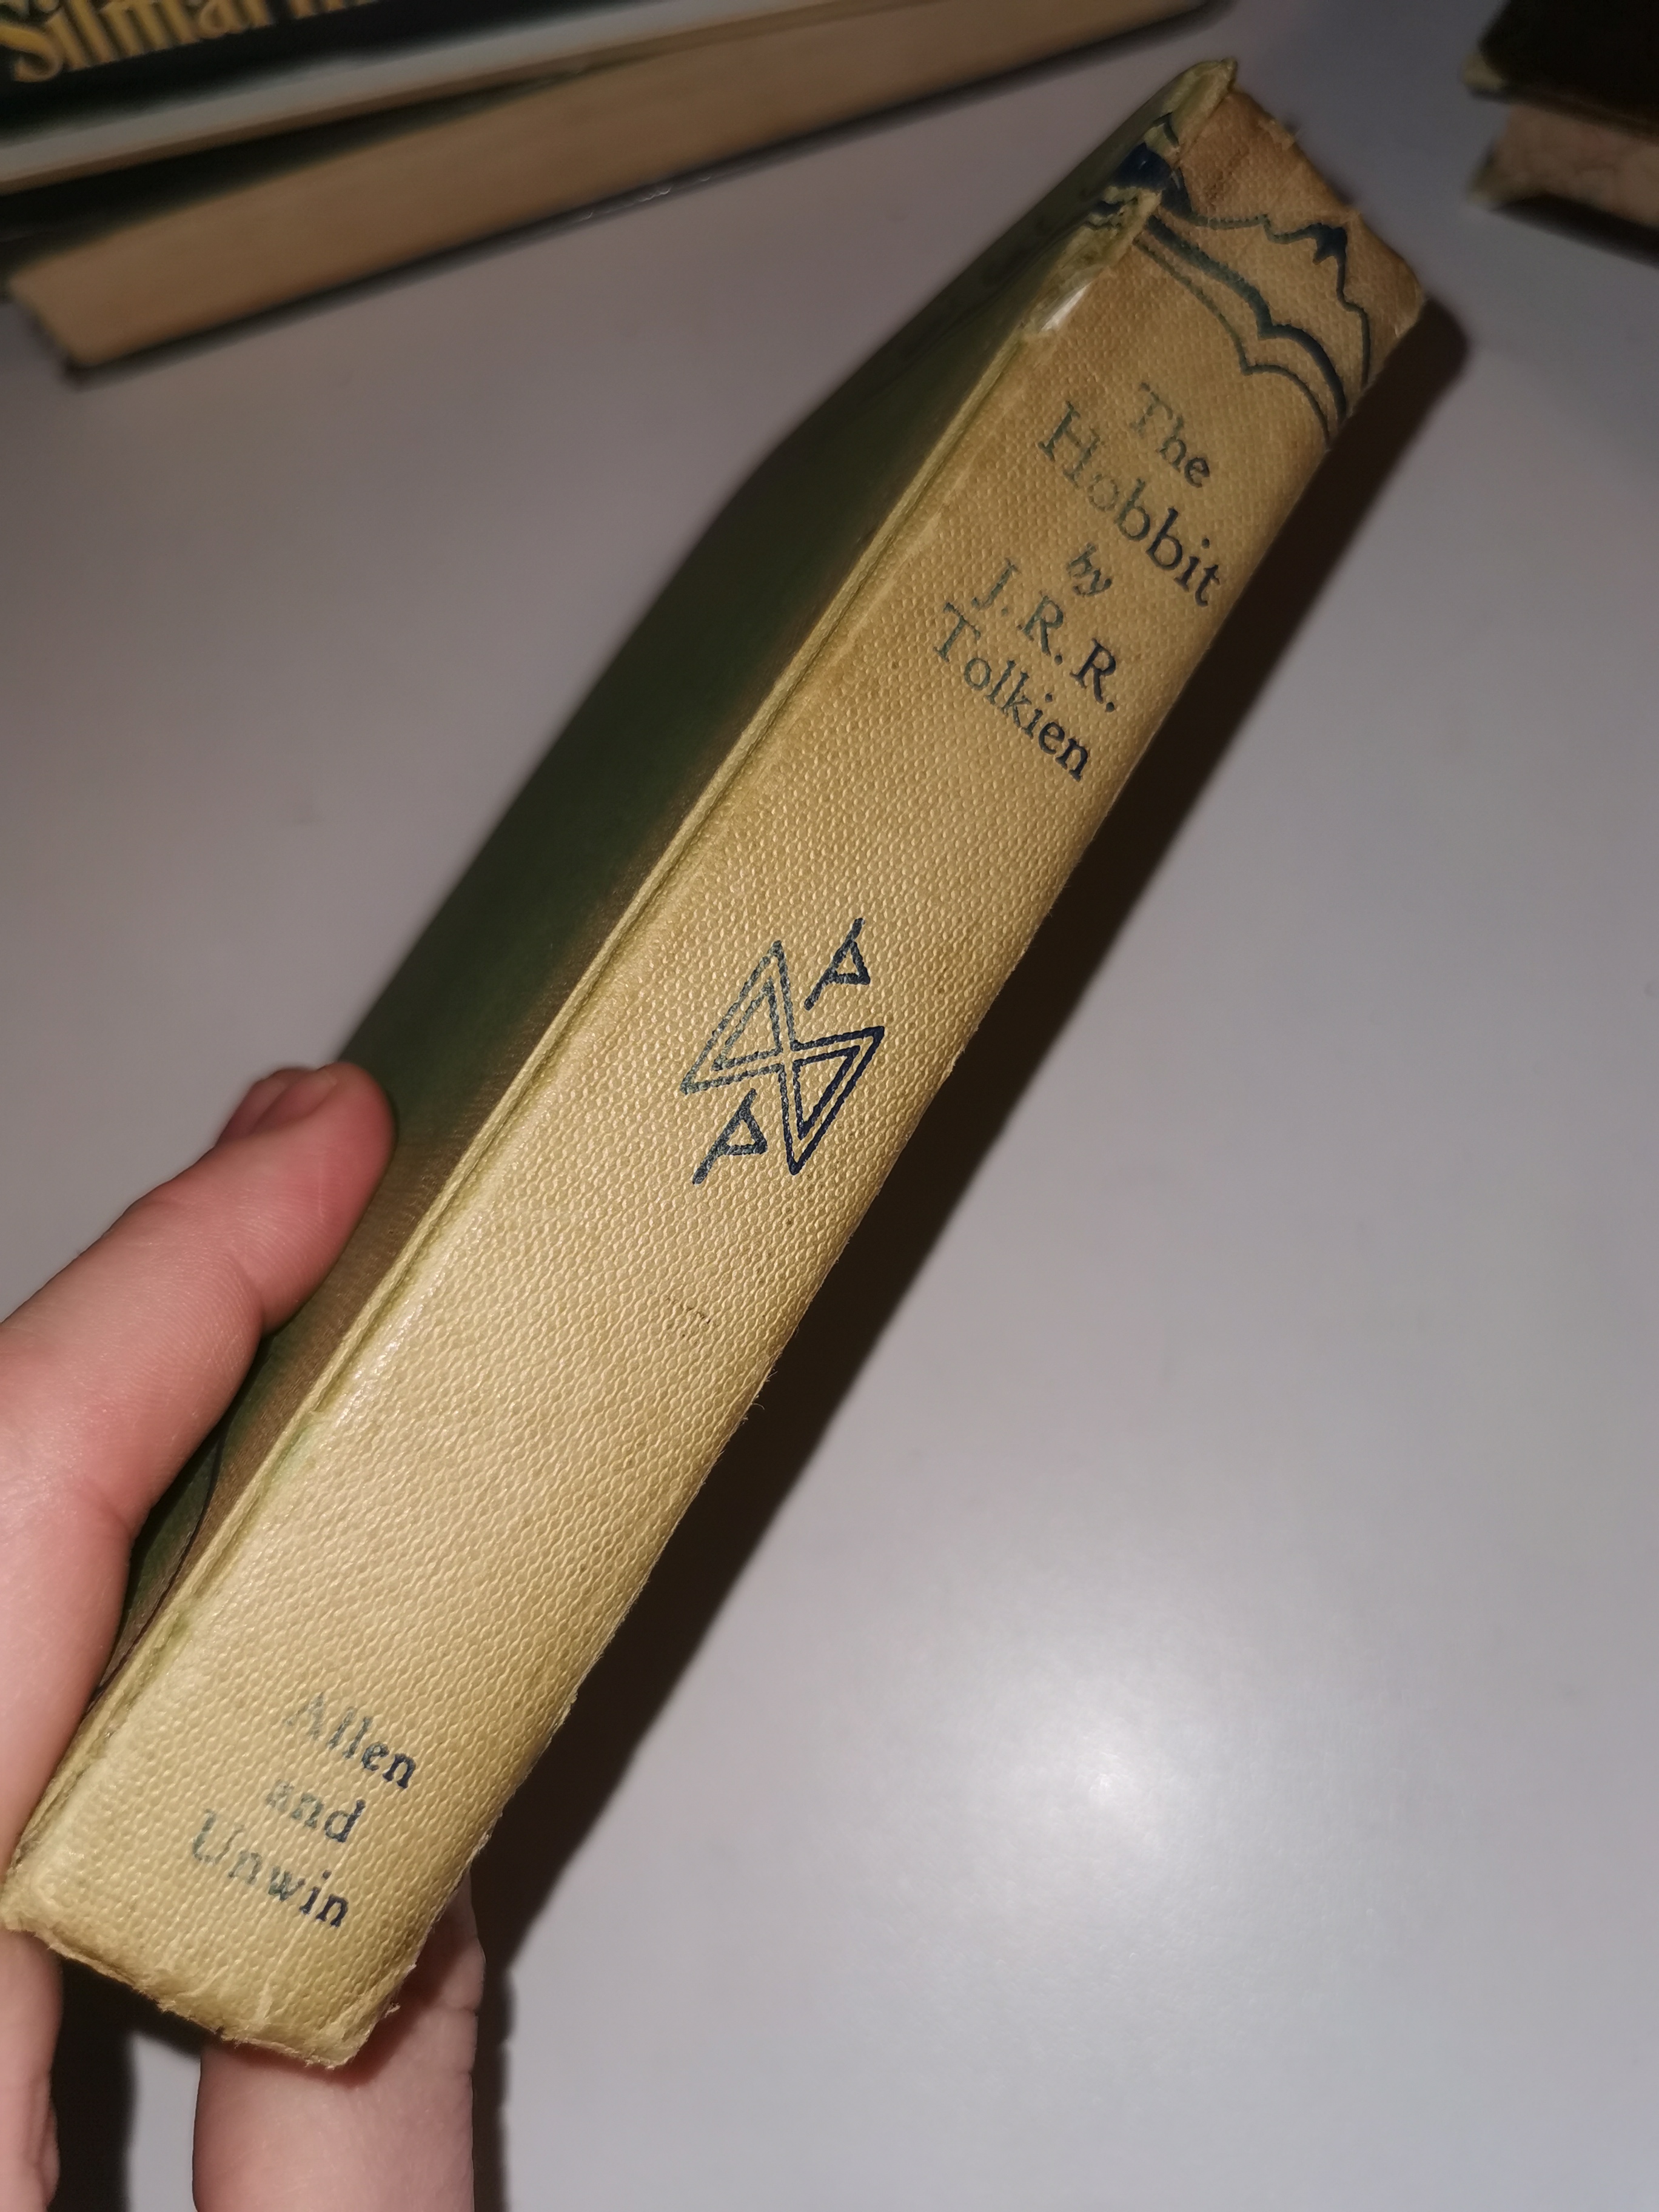 The
Hobbit
by
J. R. R.
Tolkien
Allen
and
Unwin